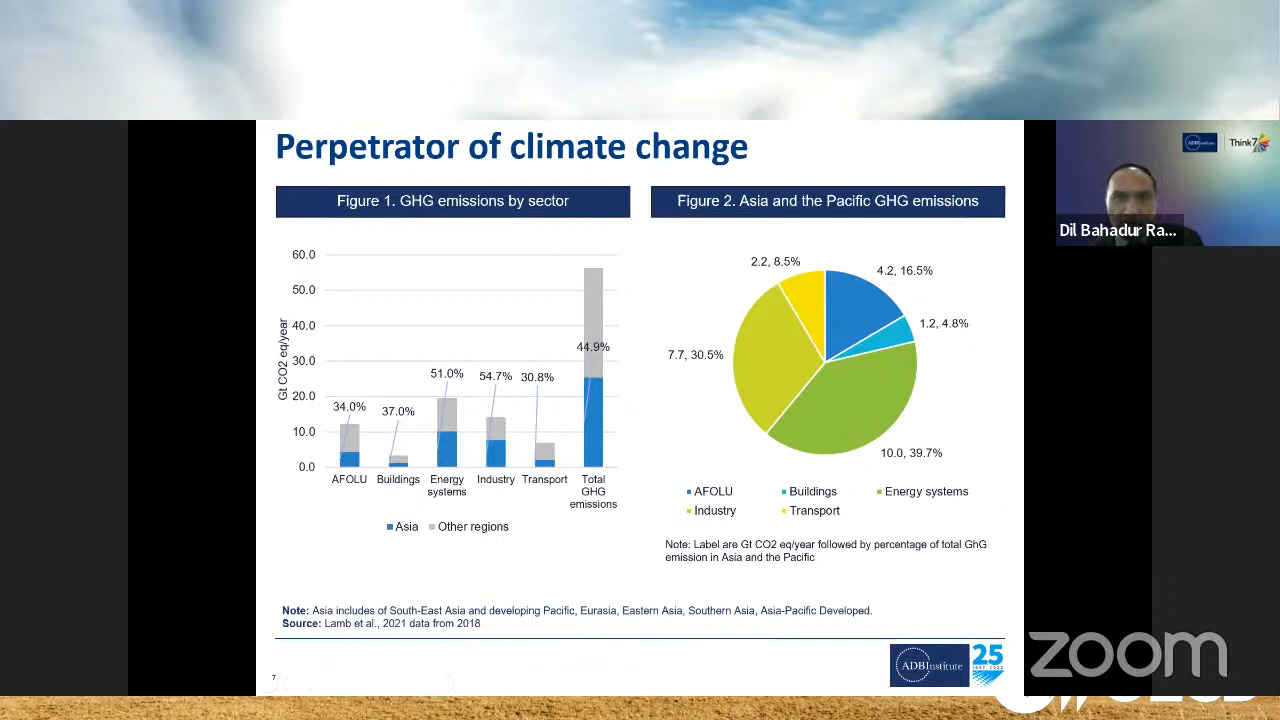 Perpetrator of climate change
Figure 1. GHG emissions by sector
Gt CO2 eq/year
60.0
50.0
40.0
30.0
20.0
10.0
0.0
34.0%
37.0%
51.0%
54.7%
30.8%
44.9%
AFOLU
Buildings
Energy
systems
Industry
Transport
Total
GHG
emissions
Asia
Other regions
Figure 2. Asia and the Pacific GHG emissions
2.2, 8.5%
4.2, 16.5%
1.2, 4.8%
7.7, 30.5%
10.0, 39.7%
AFOLU
Buildings
Energy systems
Industry
Transport
Note: Label are Gt CO2 eq/year followed by percentage of total GhG
emission in Asia and the Pacific
Note: Asia includes of South-East Asia and developing Pacific, Eurasia, Eastern Asia, Southern Asia, Asia-Pacific Developed.
Source: Lamb et al., 2021 data from 2018
7
ADBInstitute
25
1997-2022
ADBInstitute
Think7
Dil Bahadur Ra...
zoom